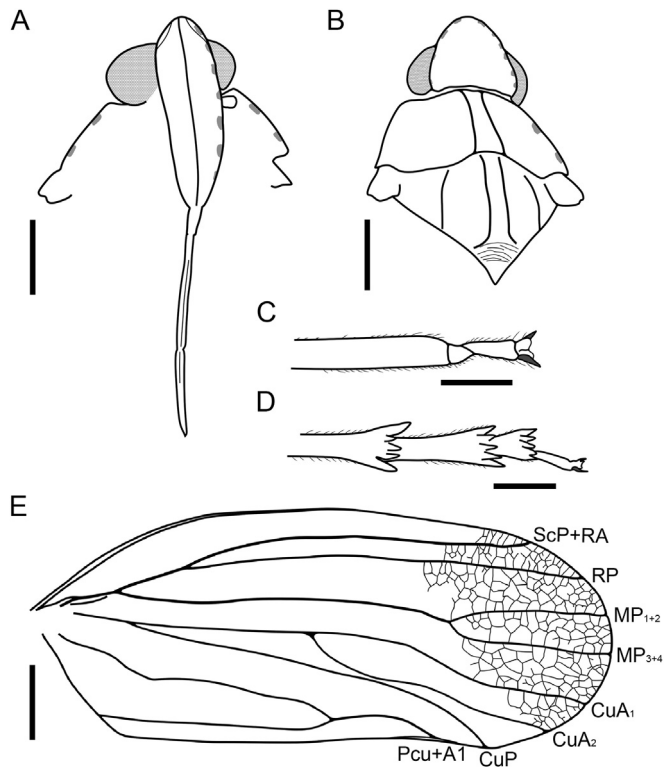 A
B
C
D
E
ScP+RA
RP
MP₁₊₂
MP₃₊₄
CuA₁
CuA₂
CuP
Pcu+A1